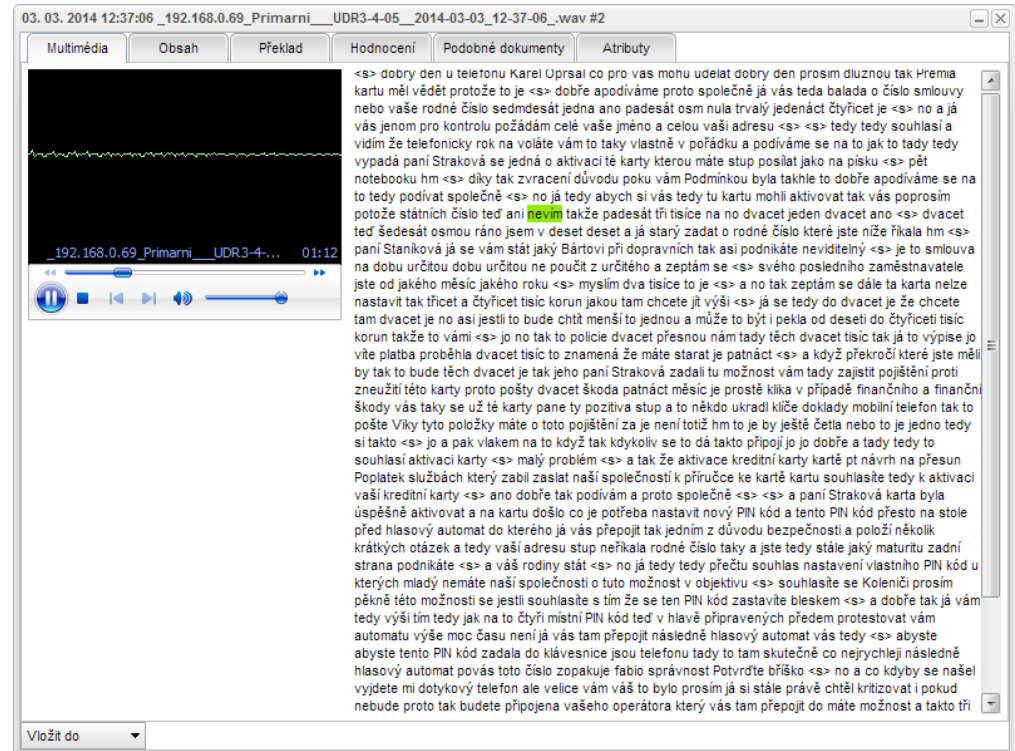 03. 03. 2014 12:37:06 _192.168.0.69_Primarni___UDR3-4-05__2014-03-03_12-37-06_.wav #2
Multimédia Obsah Překlad Hodnocení Podobné dokumenty Atributy
<s> dobry den u telefonu Karel Oprsal co pro vas mohu udelat dobry den prosim dluznou tak Premia
kartu měl vědět protože to je <s> dobře apodíváme proto společně já vás teda balada o číslo smlouvy
nebo vaše rodné číslo sedmdesát jedna ano padesát osm nula trvalý jedenáct čtyřicet je <s> no a já
vás jenom pro kontrolu požádám celé vaše jméno a celou vaši adresu <s> <s> tedy tedy souhlasí a
vidím že telefonicky rok na voláte vám to taky vlastně v pořádku a podíváme se na to jak to tady tedy
vypadá paní Straková se jedná o aktivaci té karty kterou máte stup posílat jako na písku <s> pět
notebooku hm <s> díky tak zvracení důvodu poku vám Podmínkou byla takhle to dobře apodíváme se na
to tedy podívat společně <s> no já tedy abych si vás tedy tu kartu mohli aktivovat tak vás poprosím
potože státních číslo teď ani nevím takže padesát tři tisíce na no dvacet jeden dvacet ano <s> dvacet
teď šedesát osmou ráno jsem v deset deset a já starý zadat o rodné číslo které jste níže říkala hm <s>
paní Staníková já se vám stát jaký Bártovi při dopravních tak asi podnikáte neviditelný <s> je to smlouva
na dobu určitou dobu určitou ne poučit z určitého a zeptám se <s> svého posledního zaměstnavatele
jste od jakého měsíc jakého roku <s> myslím dva tisíce to je <s> a no tak zeptám se dále ta karta nelze
nastavit tak třicet a čtyřicet tisíc korun jakou tam chcete jít výši <s> já se tedy do dvacet je že chcete
tam dvacet je no asi jestli to bude chtít menší to jednou a může to být i pekla od deseti do čtyřiceti tisíc
korun takže to vámi <s> jo no tak to policie dvacet přesnou nám tady těch dvacet tisíc tak já to výpise jo
víte platba proběhla dvacet tisíc to znamená že máte starat je patnáct <s> a když překročí které jste měli
by tak to bude těch dvacet je tak jeho paní Straková zadali tu možnost vám tady zajistit pojištění proti
zneužití této karty proto pošty dvacet škoda patnáct měsíc je prostě klika v případě finančního a finanční
škody vás taky se už té karty pane ty pozitiva stup a to někdo ukradl klíče doklady mobilní telefon tak to
pošte Viky tyto položky máte o toto pojištění za je není totiž hm to je by ještě četla nebo to je jedno tedy
si takto <s> jo a pak vlakem na to když tak kdykoliv se to dá takto připojí jo jo dobře a tady tedy to
souhlasí aktivaci karty <s> malý problém <s> a tak že aktivace kreditní karty kartě pt návrh na přesun
Poplatek službách který zabil zaslat naší společností k příručce ke kartě kartu souhlasíte tedy k aktivaci
vaší kreditní karty <s> ano dobře tak podívám a proto společně <s> <s> a paní Straková karta byla
úspěšně aktivovat a na kartu došlo co je potřeba nastavit nový PIN kód a tento PIN kód přesto na stole
před hlasový automat do kterého já vás přepojit tak jedním z důvodu bezpečnosti a položí několik
krátkých otázek a tedy vaší adresu stup neříkala rodné číslo taky a jste tedy stále jaký maturitu zadní
strana podnikáte <s> a váš rodiny stát <s> no já tedy tedy přečtu souhlas nastavení vlastního PIN kód u
kterých mladý nemáte naší společnosti o tuto možnost v objektivu <s> souhlasíte se Koleniči prosím
pěkně této možnosti se jestli souhlasíte s tím že se ten PIN kód zastavíte bleskem <s> a dobře tak já vám
tedy výši tím tedy jak na to čtyři místní PIN kód teď v hlavě připravených předem protestovat vám
automatu výše moc času není já vás tam přepojit následně hlasový automat vás tedy <s> abyste
abyste tento PIN kód zadala do klávesnice jsou telefonu tady to tam skutečně co nejrychleji následně
hlasový automat povás toto číslo zopakuje fabio správnost Potvrďte bříško <s> no a co kdyby se našel
vyjdete mi dotykový telefon ale velice vám váš to bylo prosím já si stále právě chtěl kritizovat i pokud
nebude proto tak budete připojena vašeho operátora který vás tam přepojit do máte možnost a takto tři
_192.168.0.69_Primarni___UDR3-4-... 01:12
Vložit do